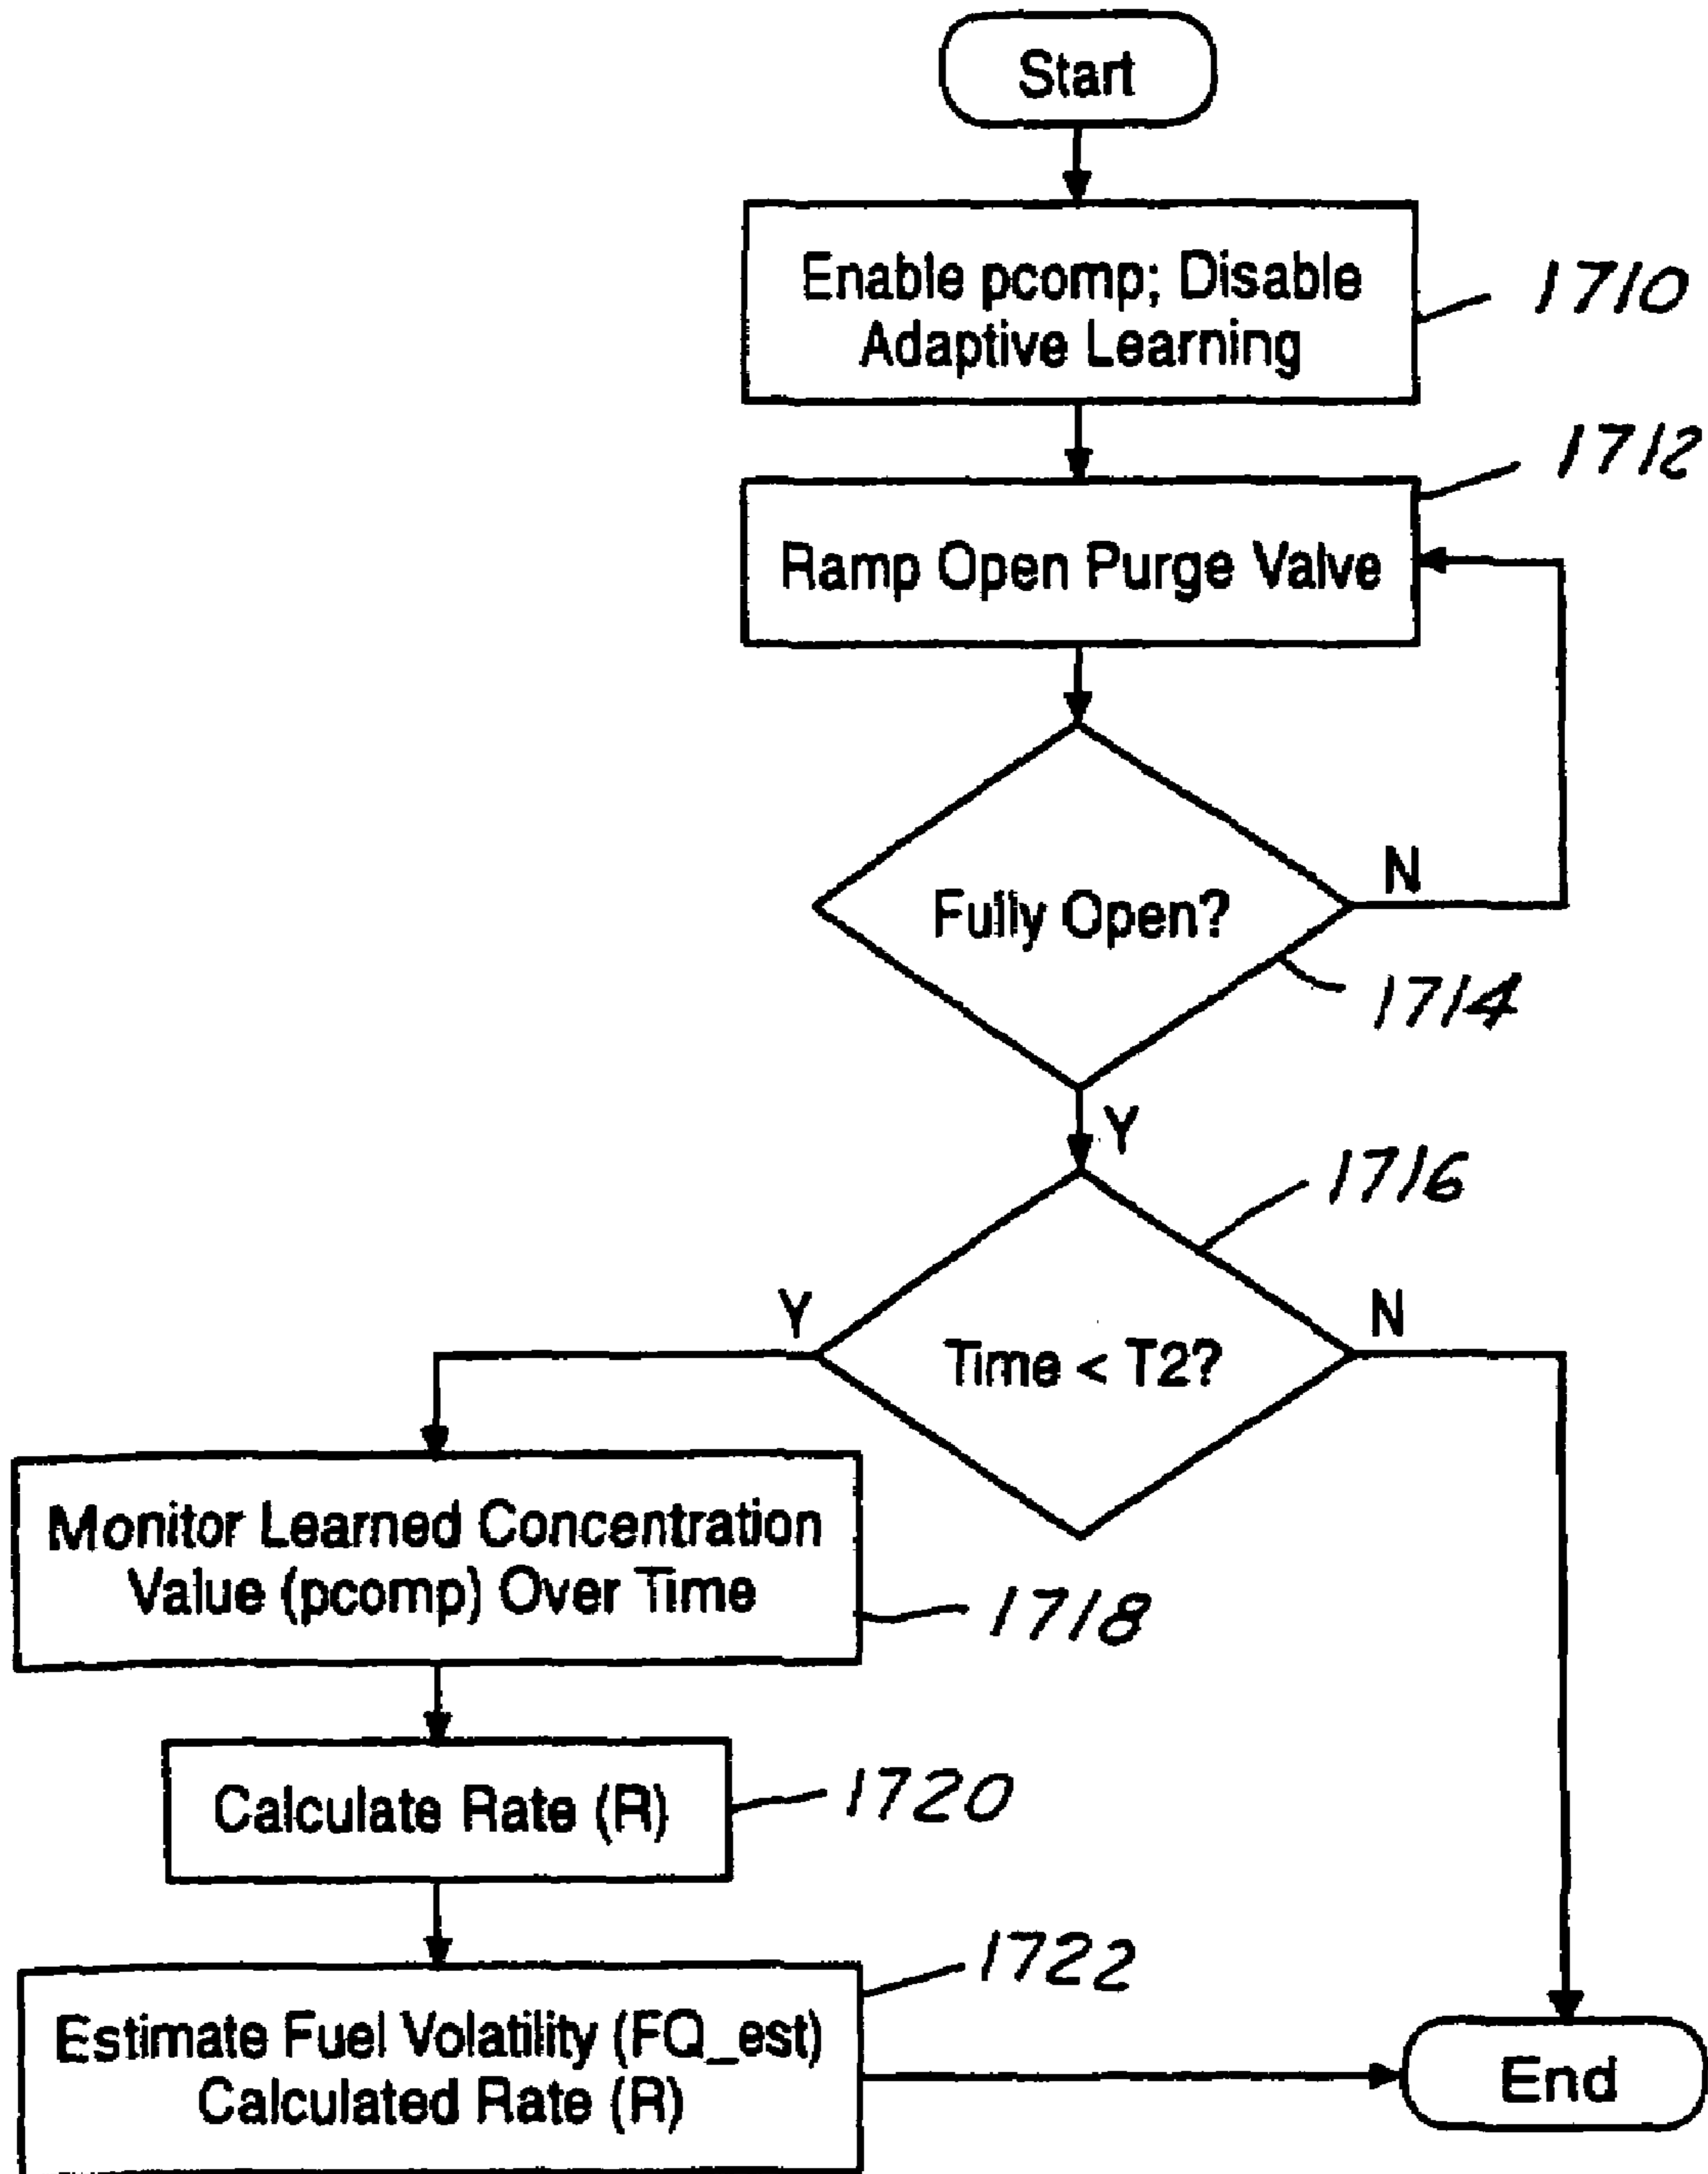 Start
Enable pcomp; Disable
Adaptive Learning
1710
1712
Ramp Open Purge Valve
N
Fully Open?
1714
Y
1716
Y
N
Time < T2?
Monitor Learned Concentration
Value (pcomp) Over Time
1718
Calculate Rate (R)
1720
1722
Estimate Fuel Volatility (FQ_est)
Calculated Rate (R)
End